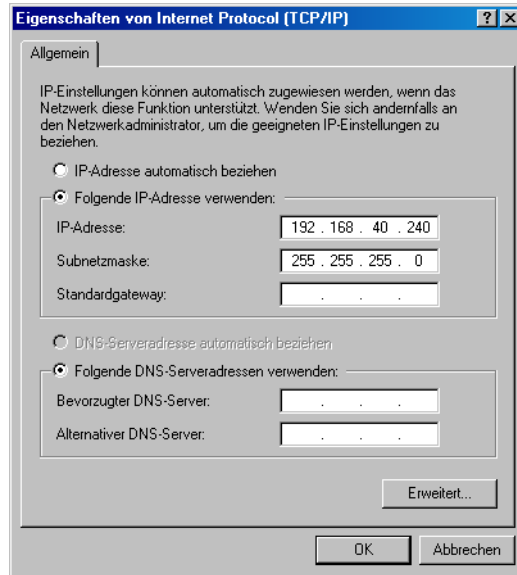 Eigenschaften von Internet Protocol (TCP/IP)
Allgemein
IP-Einstellungen können automatisch zugewiesen werden, wenn das
Netzwerk diese Funktion unterstützt. Wenden Sie sich andernfalls an
den Netzwerkadministrator, um die geeigneten IP-Einstellungen zu
beziehen.
IP-Adresse automatisch beziehen
Folgende IP-Adresse verwenden:
IP-Adresse: 192 . 168 . 40 . 240
Subnetzmaske: 255 . 255 . 255 . 0
Standardgateway: . . .
DNS-Serveradresse automatisch beziehen
Folgende DNS-Serveradressen verwenden:
Bevorzugter DNS-Server: . . .
Alternativer DNS-Server: . . .
Erweitert...
OK Abbrechen